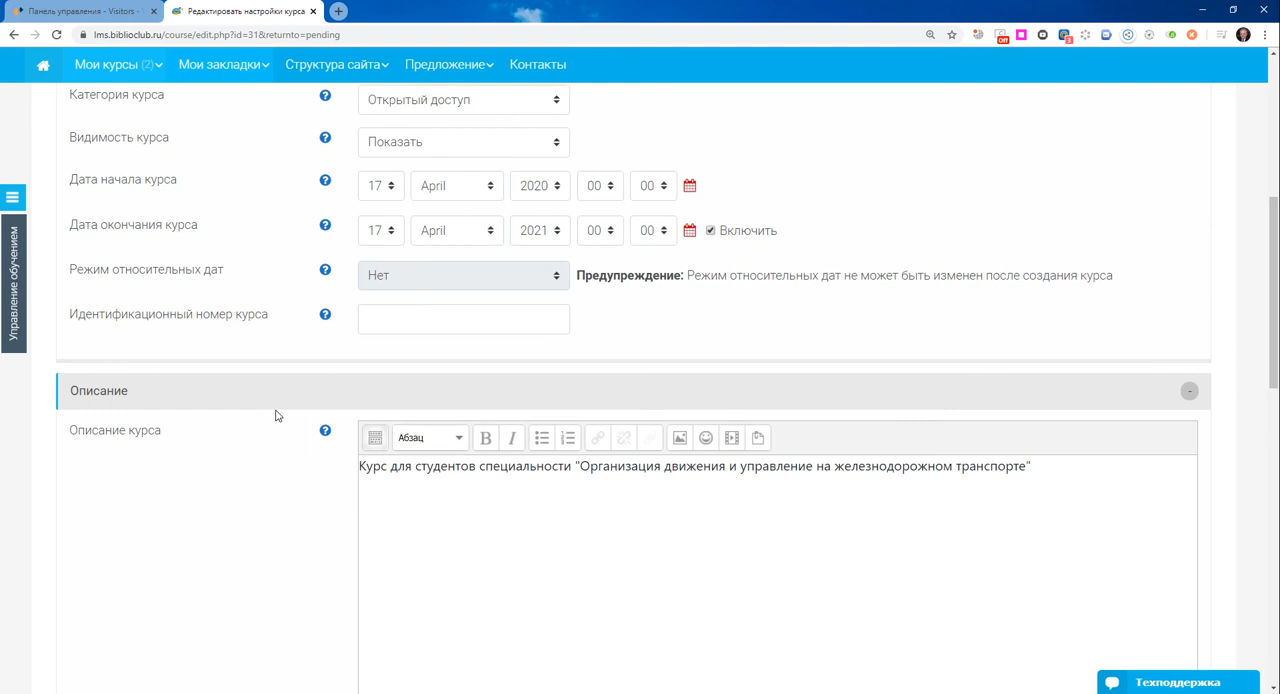 Панель управления - Visitors -
Редактировать настройки курса
lms.biblioclub.ru/course/edit.php?id=31&returnto=pending
Off
3
Мои курсы (2) Мои закладки Структура сайта Предложение Контакты
Категория курса
Открытый доступ
Видимость курса
Показать
Дата начала курса
17 April 2020 00 00
Дата окончания курса
17 April 2021 00 00 Включить
Режим относительных дат
Нет
Предупреждение: Режим относительных дат не может быть изменен после создания курса
Идентификационный номер курса
Управление обучением
Описание
Описание курса
Абзац B I
Курс для студентов специальности "Организация движения и управление на железнодорожном транспорте"
Техподдержка